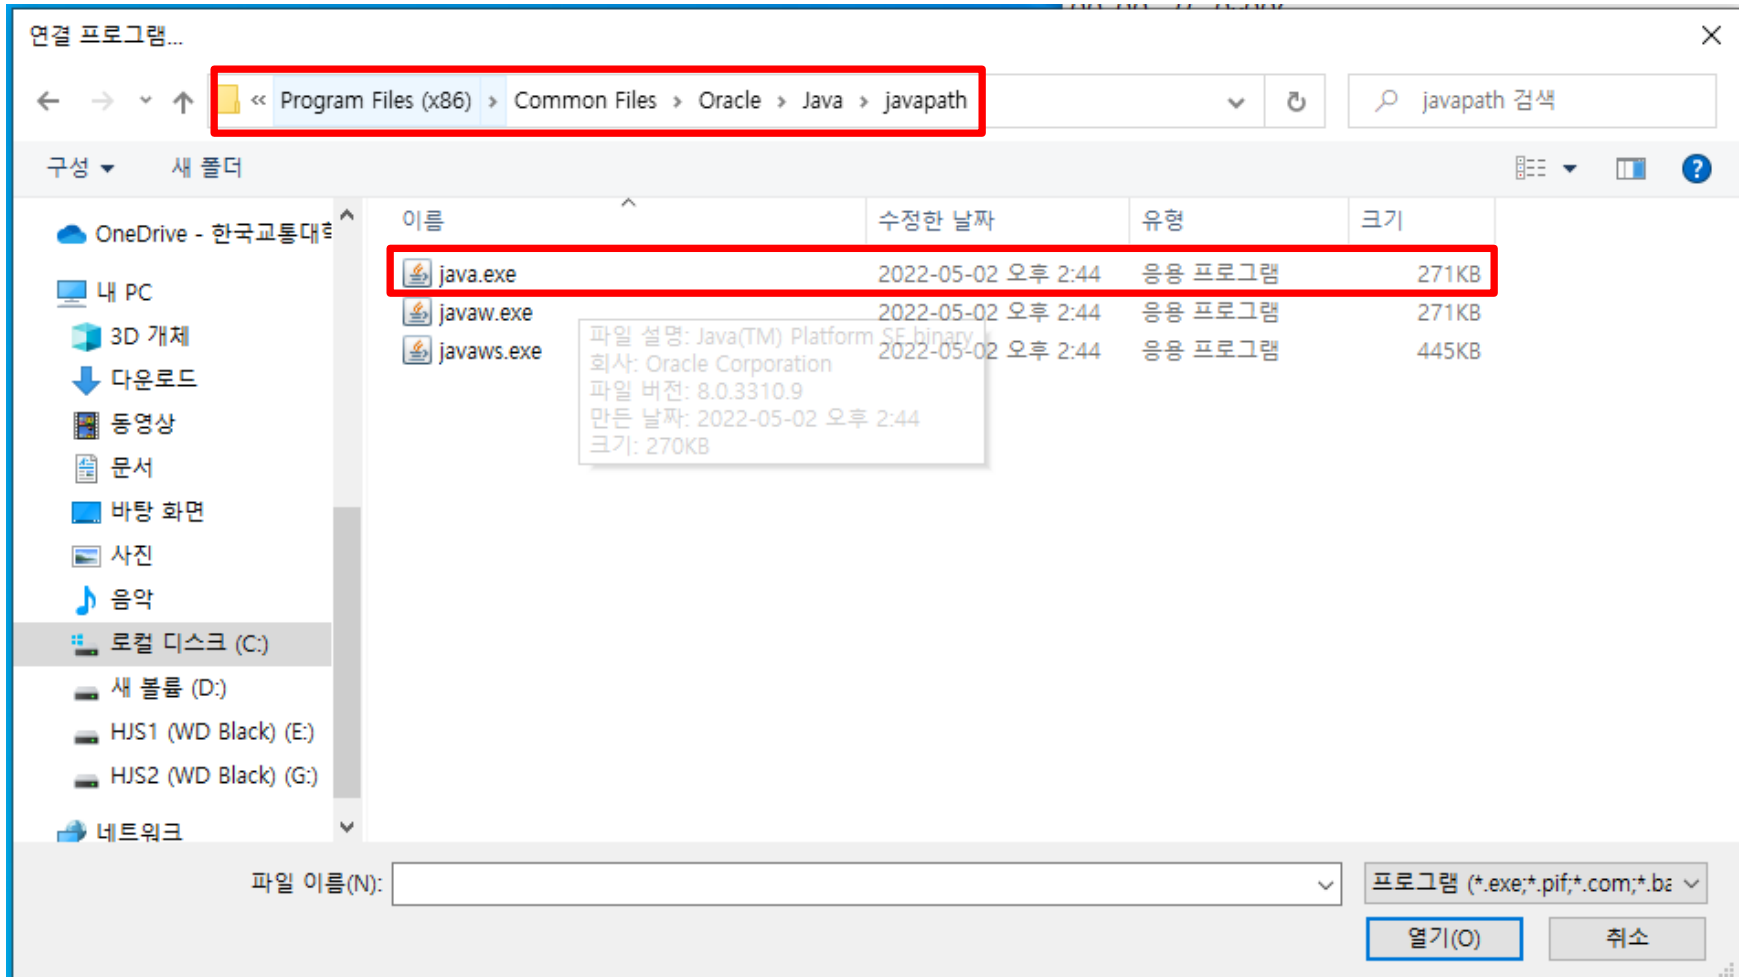 연결 프로그램...
« Program Files (x86) › Common Files › Oracle › Java › javapath
javapath 검색
구성
새 폴더
이름 수정한 날짜 유형 크기
java.exe 2022-05-02 오후 2:44 응용 프로그램 271KB
javaw.exe 2022-05-02 오후 2:44 응용 프로그램 271KB
javaws.exe 2022-05-02 오후 2:44 응용 프로그램 445KB
파일 설명: Java(TM) Platform SE binary
회사: Oracle Corporation
파일 버전: 8.0.3310.9
만든 날짜: 2022-05-02 오후 2:44
크기: 270KB
OneDrive - 한국교통대
내 PC
3D 개체
다운로드
동영상
문서
바탕 화면
사진
음악
로컬 디스크 (C:)
새 볼륨 (D:)
HJS1 (WD Black) (E:)
HJS2 (WD Black) (G:)
네트워크
파일 이름(N):
프로그램 (*.exe;*.pif;*.com;*.ba
열기(O)
취소